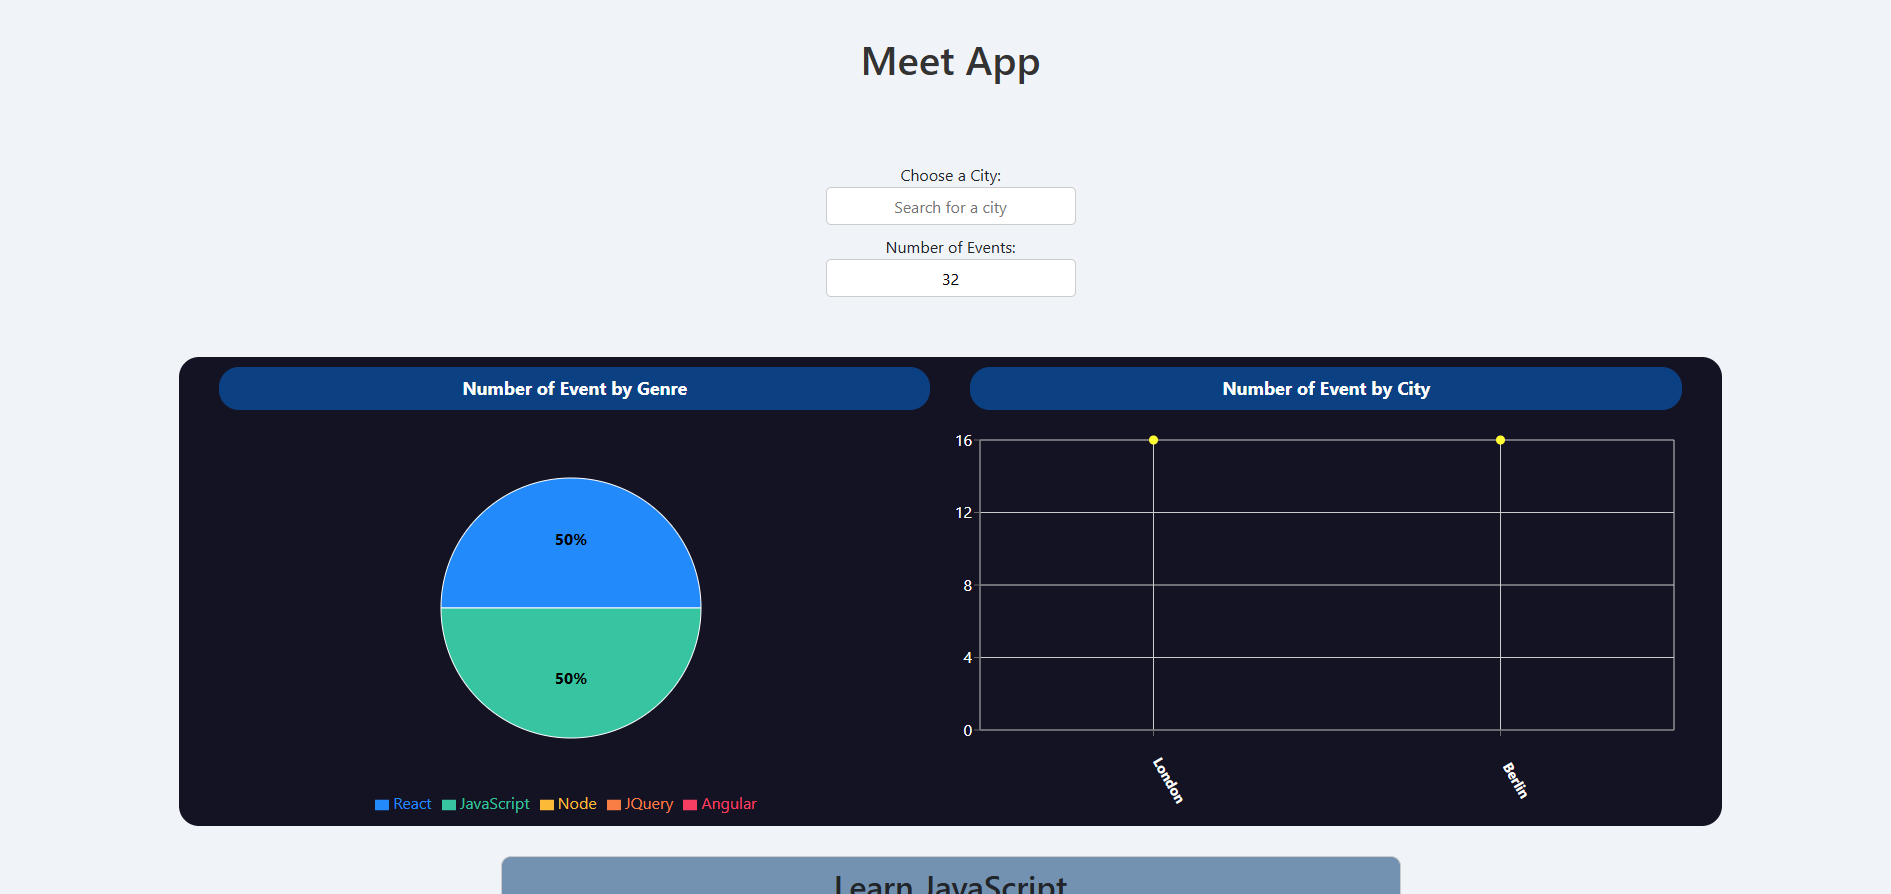 Meet App
Choose a City:
Search for a city
Number of Events:
32
Number of Event by Genre
50%
50%
React JavaScript Node JQuery Angular
Number of Event by City
16
12
8
4
0
London Berlin
Learn JavaScript